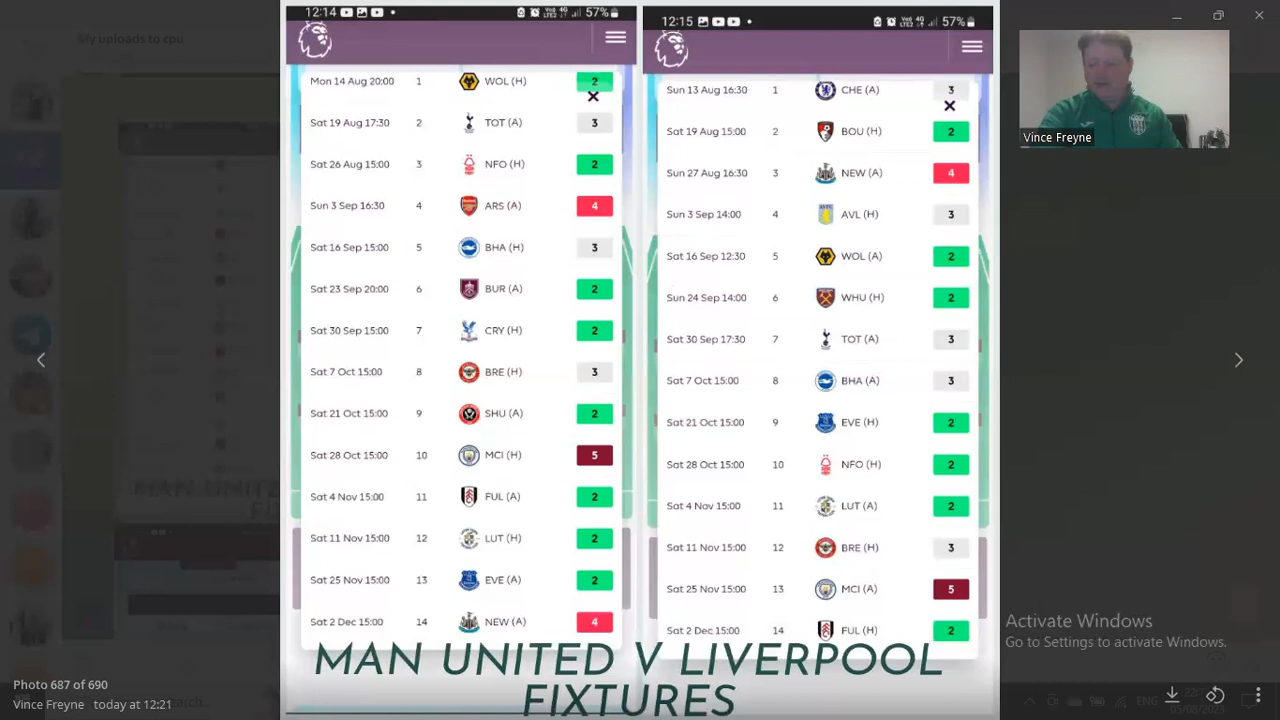 12:14
57%
Mon 14 Aug 20:00 1 WOL (H) 2
Sat 19 Aug 17:30 2 TOT (A) 3
Sat 26 Aug 15:00 3 NFO (H) 2
Sun 3 Sep 16:30 4 ARS (A) 4
Sat 16 Sep 15:00 5 BHA (H) 3
Sat 23 Sep 20:00 6 BUR (A) 2
Sat 30 Sep 15:00 7 CRY (H) 2
Sat 7 Oct 15:00 8 BRE (H) 3
Sat 21 Oct 15:00 9 SHU (A) 2
Sat 28 Oct 15:00 10 MCI (H) 5
Sat 4 Nov 15:00 11 FUL (A) 2
Sat 11 Nov 15:00 12 LUT (H) 2
Sat 25 Nov 15:00 13 EVE (A) 2
Sat 2 Dec 15:00 14 NEW (A) 4
12:15
57%
Sun 13 Aug 16:30 1 CHE (A) 3
Sat 19 Aug 15:00 2 BOU (H) 2
Sun 27 Aug 16:30 3 NEW (A) 4
Sun 3 Sep 14:00 4 AVL (H) 3
Sat 16 Sep 12:30 5 WOL (A) 2
Sun 24 Sep 14:00 6 WHU (H) 2
Sat 30 Sep 17:30 7 TOT (A) 3
Sat 7 Oct 15:00 8 BHA (A) 3
Sat 21 Oct 15:00 9 EVE (H) 2
Sat 28 Oct 15:00 10 NFO (H) 2
Sat 4 Nov 15:00 11 LUT (A) 2
Sat 11 Nov 15:00 12 BRE (H) 3
Sat 25 Nov 15:00 13 MCI (A) 5
Sat 2 Dec 15:00 14 FUL (H) 2
MAN UNITED V LIVERPOOL
FIXTURES
Vince Freyne
Activate Windows
Go to Settings to activate Windows.
Photo 687 of 690
Vince Freyne today at 12:21
uploads to cpu
ENG